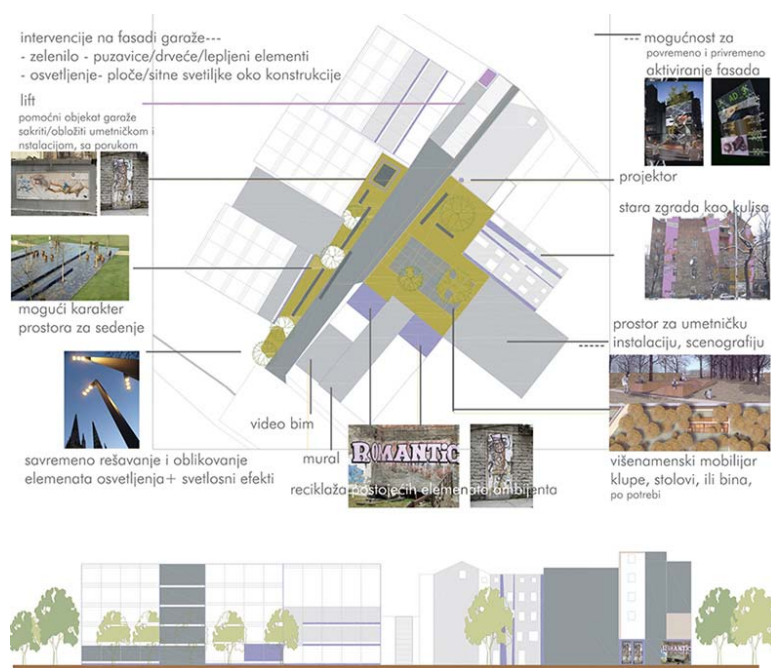 intervencije na fasadi garaže---
- zelenilo - puzavice/drveće/lepljeni elementi
- osvetljenje- ploče/sitne svetiljke oko konstrukcije
lift
pomoćni objekat garaže
sakriti/obložiti umetničkom i
nstalacijom, sa porukom
mogući karakter
prostora za sedenje
savremeno rešavanje i oblikovanje
elemenata osvetljenja+ svetlosni efekti
video bim
mural
ROMANTiC
reciklaža postojećih elemenata ambijenta
mogućnost za
povremeno i privremeno
aktiviranje fasada
projektor
stara zgrada kao kulisa
prostor za umetničku
instalaciju, scenografiju
višenamenski mobilijar
klupe, stolovi, ili bina,
po potrebi
ROMANTiC